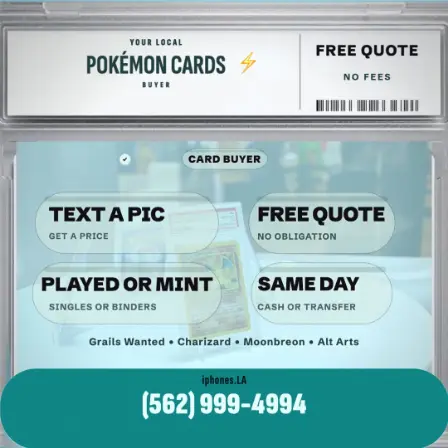 YOUR LOCAL
POKÉMON CARDS ⚡
BUYER
FREE QUOTE
NO FEES
CARD BUYER
TEXT A PIC
GET A PRICE
FREE QUOTE
NO OBLIGATION
PLAYED OR MINT
SINGLES OR BINDERS
SAME DAY
CASH OR TRANSFER
Grails Wanted • Charizard • Moonbreon • Alt Arts
iphones.LA
(562) 999-4994